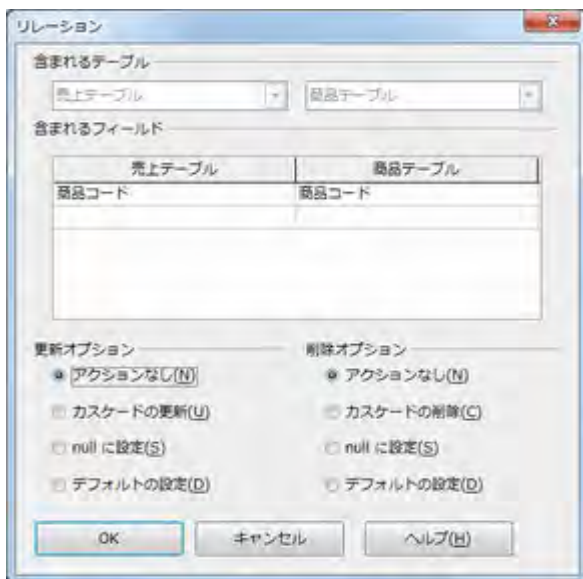 リレーション
含まれるテーブル
売上テーブル 商品テーブル
含まれるフィールド
売上テーブル 商品テーブル
商品コード 商品コード
更新オプション 削除オプション
アクションなし(N) アクションなし(N)
カスケードの更新(U) カスケードの削除(C)
null に設定(S) null に設定(S)
デフォルトの設定(D) デフォルトの設定(D)
OK キャンセル ヘルプ(H)